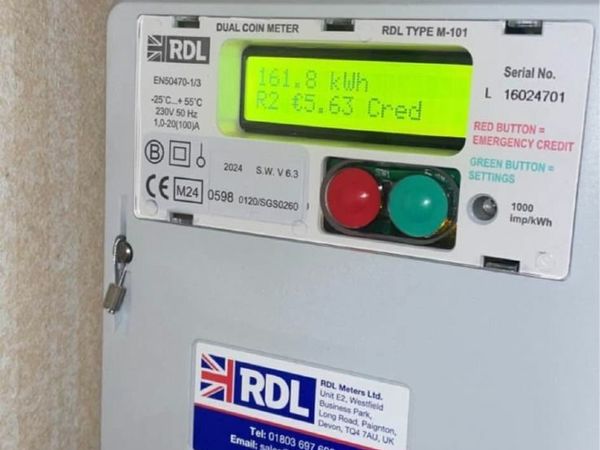 DUAL COIN METER
RDL TYPE M-101
RDL
EN50470-1/3
-25°C...+ 55°C
230V 50 Hz
1,0-20(100)A
161.8 kWh
R2 €5.63 Cred
Serial No.
L 16024701
RED BUTTON =
EMERGENCY CREDIT
GREEN BUTTON =
SETTINGS
B
2024 S.W. V 6.3
CE M24 0598 0120/SGS0260
1000
imp/kWh
RDL
RDL Meters Ltd.
Unit E2, Westfield
Business Park,
Long Road, Paignton,
Devon, TQ4 7AU, UK
Tel: 01803 697
Email: